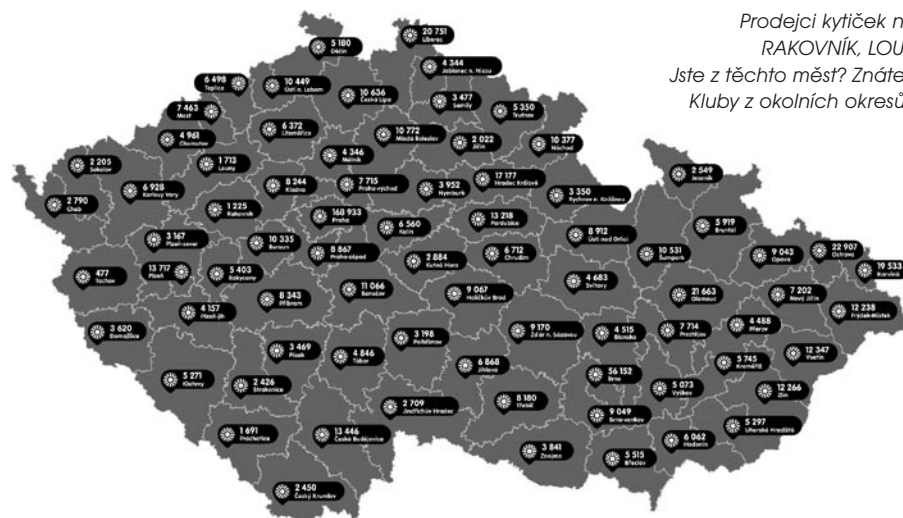 Prodejci kytiček n
RAKOVNÍK, LOU
Jste z těchto měst? Znáte
Kluby z okolních okresů
20 751
Liberec
5 180
Děčín
4 344
Jablonec n. Nisou
6 498
Teplice
10 449
Ústí n. Labem
10 636
Česká Lípa
3 477
Semily
5 350
Trutnov
7 463
Most
6 372
Litoměřice
10 772
Mladá Boleslav
2 022
Jičín
10 377
Náchod
4 961
Chomutov
4 346
Mělník
2 205
Sokolov
1 713
Louny
2 549
Jeseník
6 928
Karlovy Vary
8 244
Kladno
7 715
Praha-východ
3 952
Nymburk
17 177
Hradec Králové
3 350
Rychnov n. Kněžnou
2 790
Cheb
1 225
Rakovník
168 933
Praha
6 560
Kolín
13 218
Pardubice
5 919
Bruntál
3 167
Plzeň-sever
10 335
Beroun
8 867
Praha-západ
2 884
Kutná Hora
6 712
Chrudim
8 912
Ústí nad Orlicí
10 531
Šumperk
9 043
Opava
22 907
Ostrava
477
Tachov
13 717
Plzeň
5 403
Rokycany
19 533
Karviná
8 343
Příbram
11 066
Benešov
9 067
Havlíčkův Brod
4 683
Svitavy
21 663
Olomouc
7 202
Nový Jičín
4 157
Plzeň-jih
12 238
Frýdek-Místek
3 620
Domažlice
3 198
Pelhřimov
9 170
Žďár n. Sázavou
4 515
Blansko
7 714
Prostějov
4 488
Přerov
3 469
Písek
4 846
Tábor
6 868
Jihlava
5 745
Kroměříž
12 347
Vsetín
5 271
Klatovy
2 426
Strakonice
56 152
Brno
5 073
Vyškov
12 266
Zlín
2 709
Jindřichův Hradec
8 180
Třebíč
9 049
Brno-venkov
5 297
Uherské Hradiště
1 691
Prachatice
13 446
České Budějovice
6 062
Hodonín
3 841
Znojmo
5 515
Břeclav
2 450
Český Krumlov